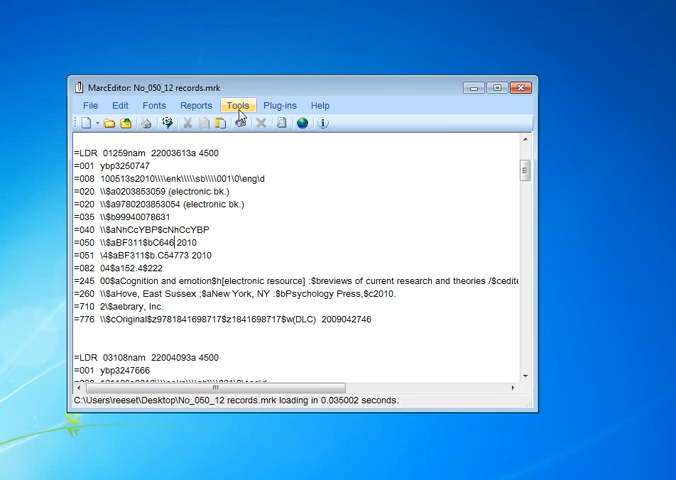 MarcEditor: No_050_12 records.mrk
File Edit Fonts Reports Tools Plug-ins Help
=LDR 01259nam 22003613a 4500
=001 ybp3250747
=008 100513s2010\\\\enk\\\\\sb\\\\001\0\eng\d
=020 \\$a0203853059 (electronic bk.)
=020 \\$a9780203853054 (electronic bk.)
=035 \\$b99940078631
=040 \\$aNhCcYBP$cNhCcYBP
=050 \\$aBF311$bC646 2010
=051 \4$aBF311$b.C54773 2010
=082 04$a152.4$222
=245 00$aCognition and emotion$h[electronic resource] :$breviews of current research and theories /$cedite
=260 \\$aHove, East Sussex ;$aNew York, NY :$bPsychology Press,$c2010.
=710 2\$aebrary, Inc.
=776 \\$cOriginal$z9781841698717$z1841698717$w(DLC) 2009042746
=LDR 03108nam 22004093a 4500
=001 ybp3247666
C:\Users\reeset\Desktop\No_050_12 records.mrk loading in 0.035002 seconds.